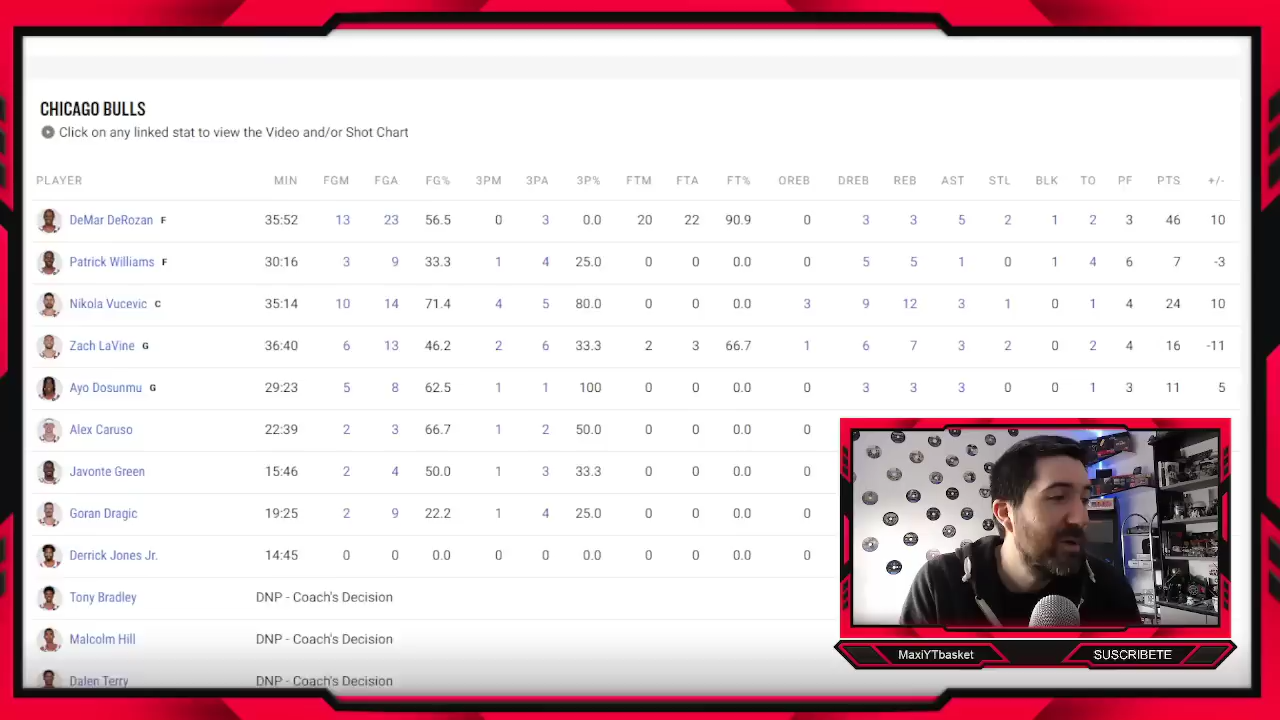 CHICAGO BULLS
Click on any linked stat to view the Video and/or Shot Chart
PLAYER MIN FGM FGA FG% 3PM 3PA 3P% FTM FTA FT% OREB DREB REB AST STL BLK TO PF PTS +/-
DeMar DeRozan F 35:52 13 23 56.5 0 3 0.0 20 22 90.9 0 3 3 5 2 1 2 3 46 10
Patrick Williams F 30:16 3 9 33.3 1 4 25.0 0 0 0.0 0 5 5 1 0 1 4 6 7 -3
Nikola Vucevic C 35:14 10 14 71.4 4 5 80.0 0 0 0.0 3 9 12 3 1 0 1 4 24 10
Zach LaVine G 36:40 6 13 46.2 2 6 33.3 2 3 66.7 1 6 7 3 2 0 2 4 16 -11
Ayo Dosunmu G 29:23 5 8 62.5 1 1 100 0 0 0.0 0 3 3 3 0 0 1 3 11 5
Alex Caruso 22:39 2 3 66.7 1 2 50.0 0 0 0.0 0
Javonte Green 15:46 2 4 50.0 1 3 33.3 0 0 0.0 0
Goran Dragic 19:25 2 9 22.2 1 4 25.0 0 0 0.0 0
Derrick Jones Jr. 14:45 0 0 0.0 0 0 0.0 0 0 0.0 0
Tony Bradley DNP - Coach's Decision
Malcolm Hill DNP - Coach's Decision
Dalen Terry DNP - Coach's Decision
MaxiYTbasket SUSCRIBETE